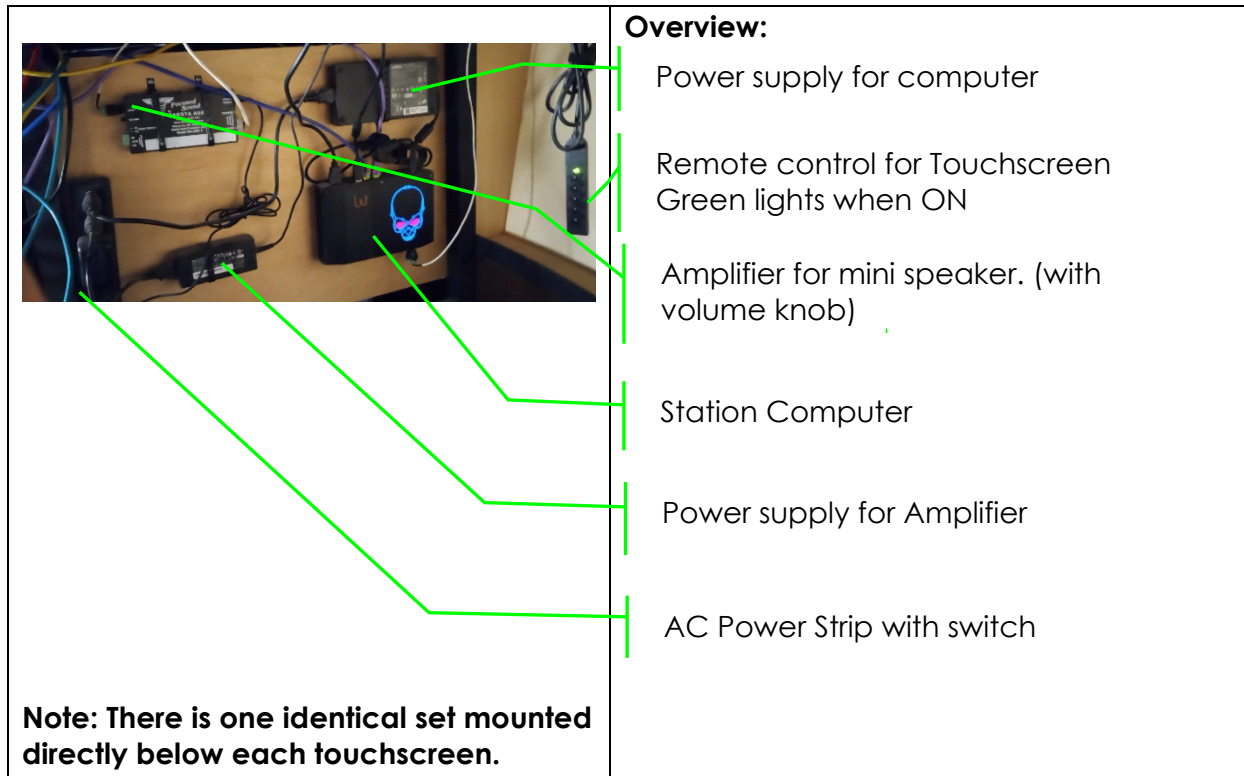 Overview:
Power supply for computer
Remote control for Touchscreen
Green lights when ON
Amplifier for mini speaker. (with
volume knob)
Station Computer
Power supply for Amplifier
AC Power Strip with switch
Focused
Sound
Note: There is one identical set mounted
directly below each touchscreen.